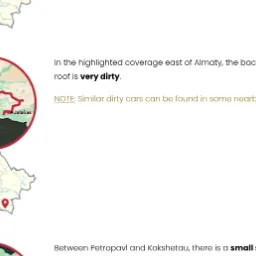 In the highlighted coverage east of Almaty, the bac
roof is very dirty.
NOTE: Similar dirty cars can be found in some nearb
Between Petropavl and Kokshetau, there is a small s